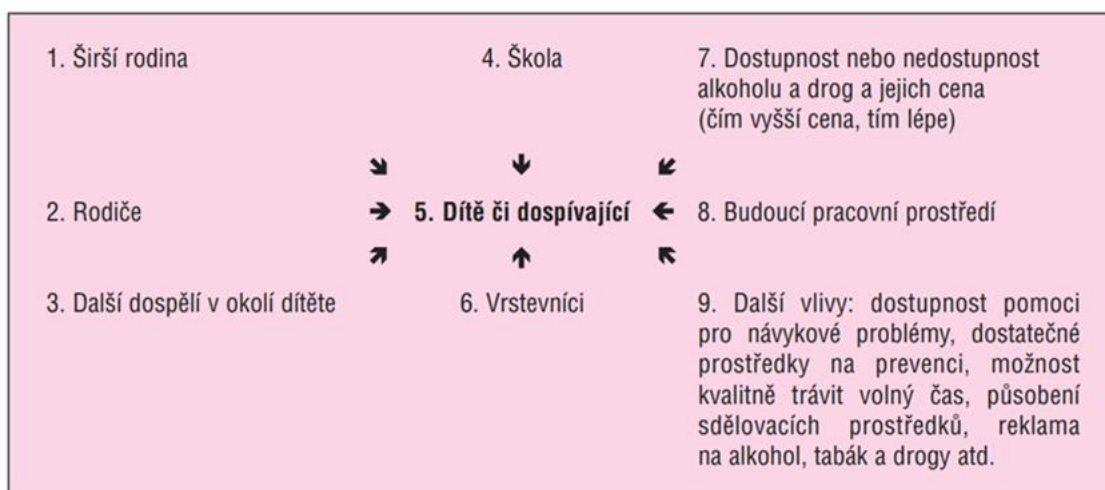 1. Širší rodina
4. Škola
7. Dostupnost nebo nedostupnost
alkoholu a drog a jejich cena
(čím vyšší cena, tím lépe)
2. Rodiče
5. Dítě či dospívající
8. Budoucí pracovní prostředí
3. Další dospělí v okolí dítěte
6. Vrstevníci
9. Další vlivy: dostupnost pomoci
pro návykové problémy, dostatečné
prostředky na prevenci, možnost
kvalitně trávit volný čas, působení
sdělovacích prostředků, reklama
na alkohol, tabák a drogy atd.